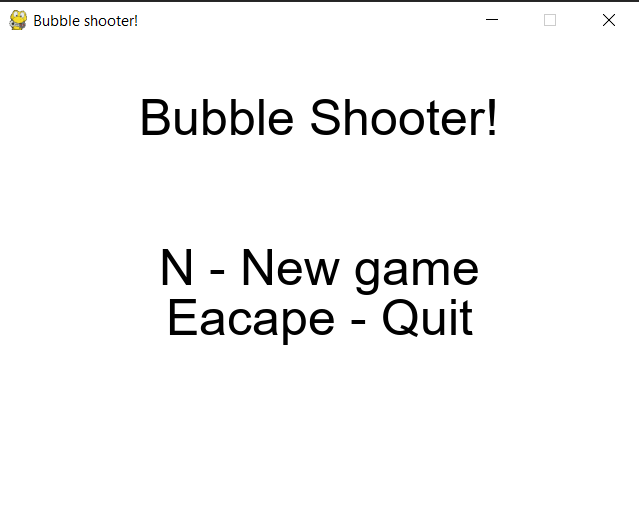 Bubble shooter!
Bubble Shooter!
N - New game
Eacape - Quit